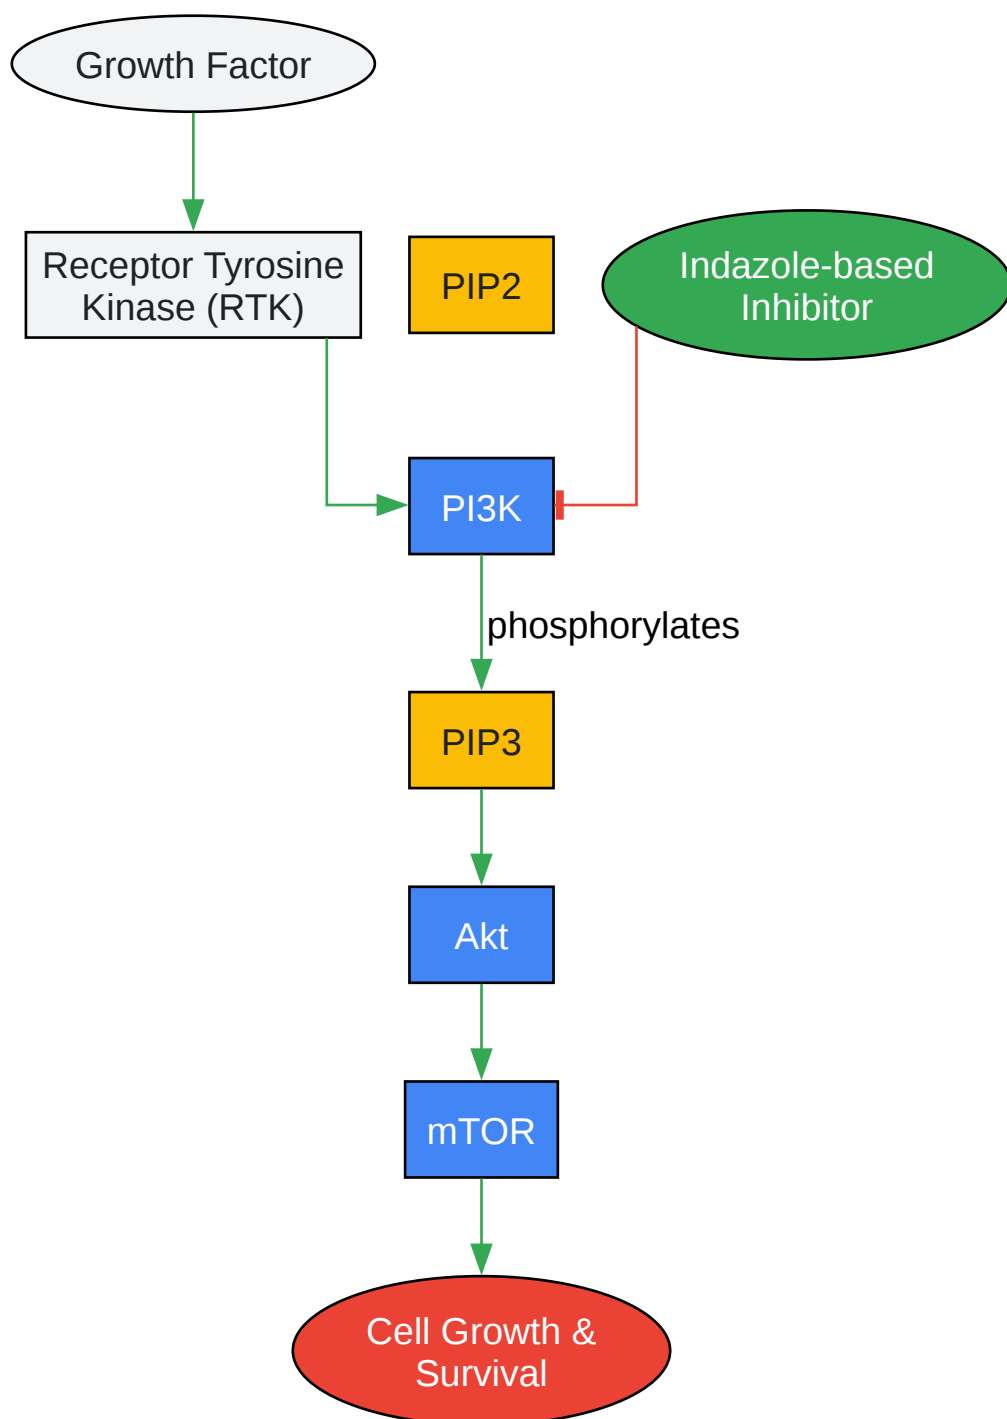 Growth Factor
Receptor Tyrosine
Kinase (RTK)
PIP2
Indazole-based
Inhibitor
PI3K
phosphorylates
PIP3
Akt
mTOR
Cell Growth &
Survival